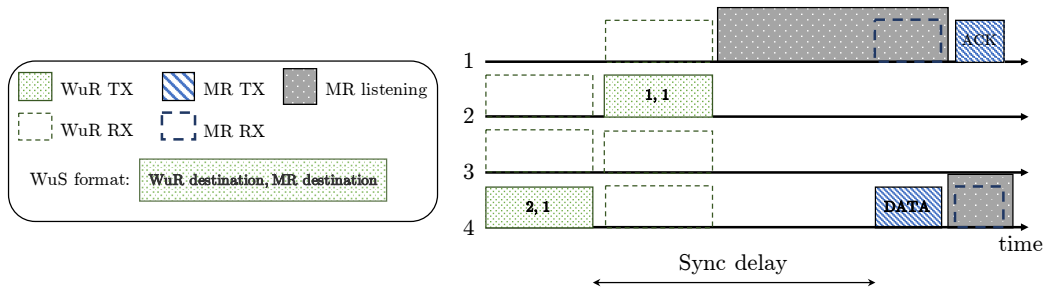 WuR TX
MR TX
MR listening
WuR RX
MR RX
WuS format:
WuR destination, MR destination
1
ACK
2
1, 1
3
4
2, 1
DATA
time
Sync delay